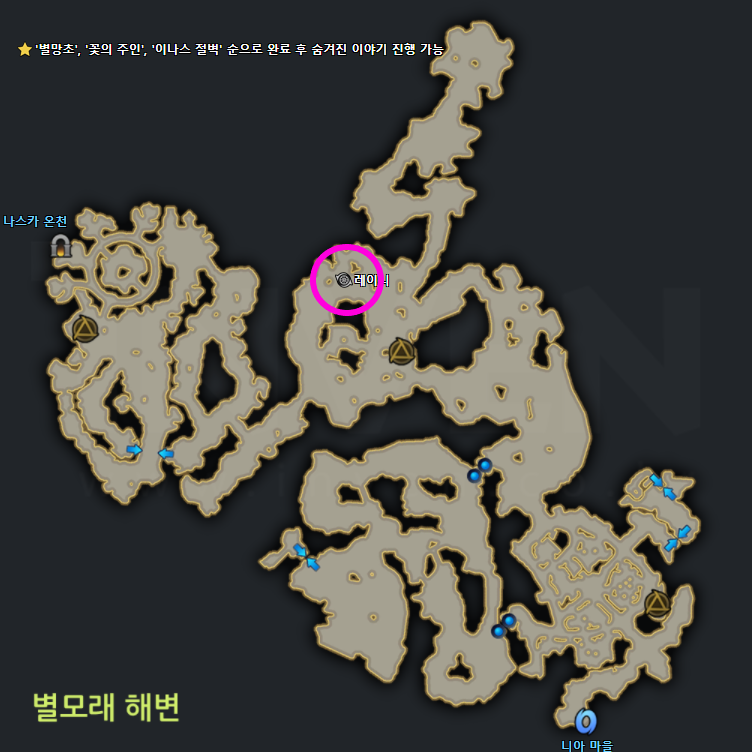 '별망초', '꽃의 주인', '이나스 절벽' 순으로 완료 후 숨겨진 이야기 진행 가능
나스카 온천
레이니
별모래 해변
니아 마을